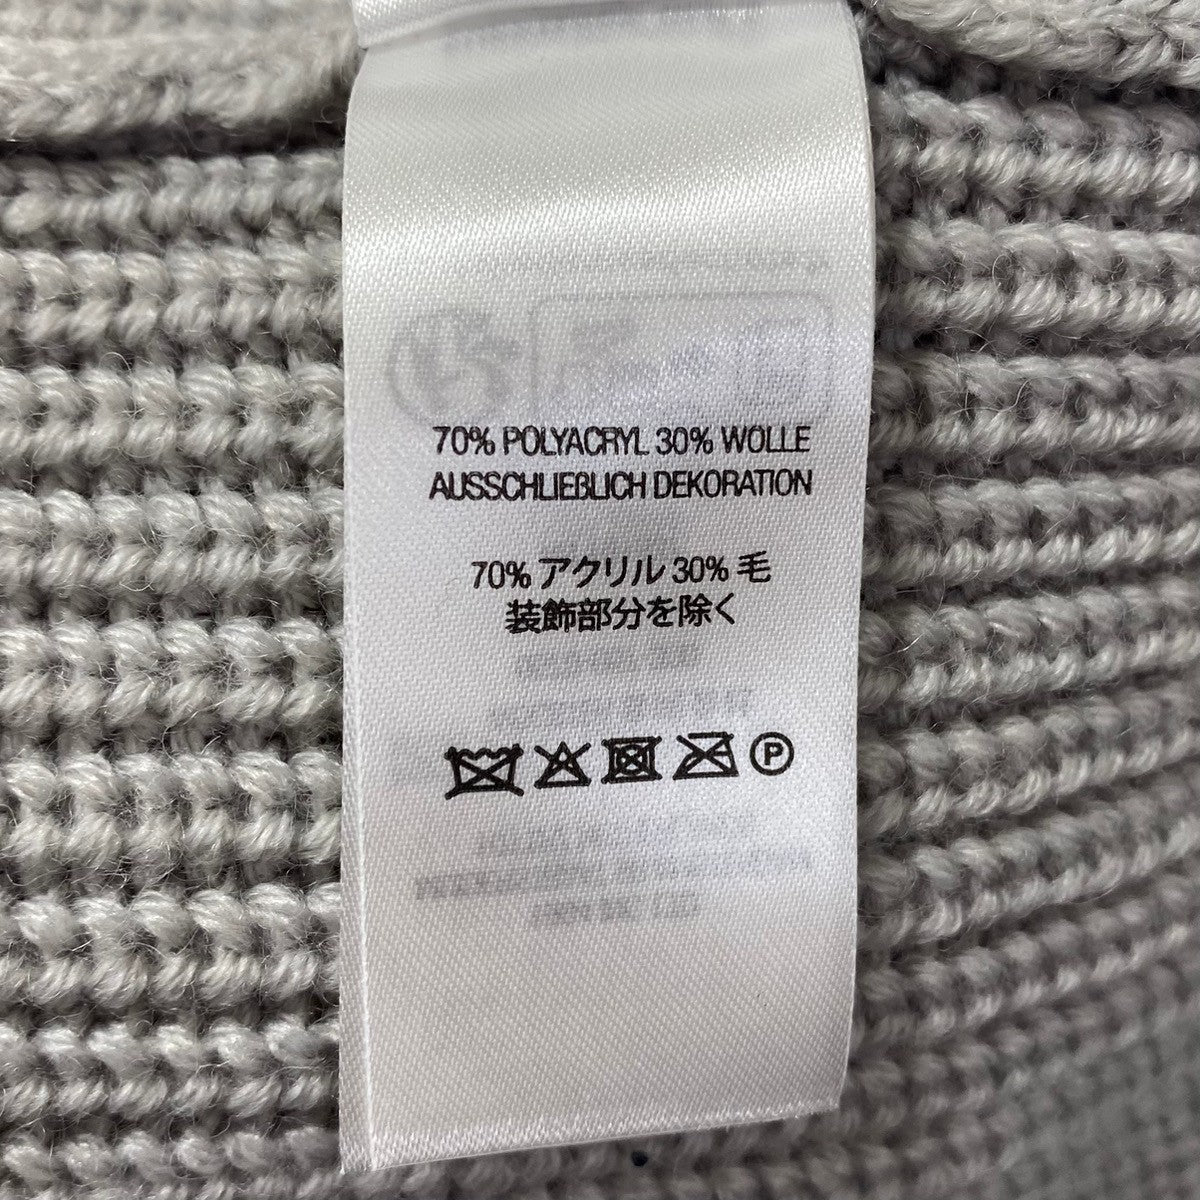 70% POLYACRYL 30% WOLLE
AUSSCHLIEßLICH DEKORATION
70% アクリル 30% 毛
装飾部分を除く
P